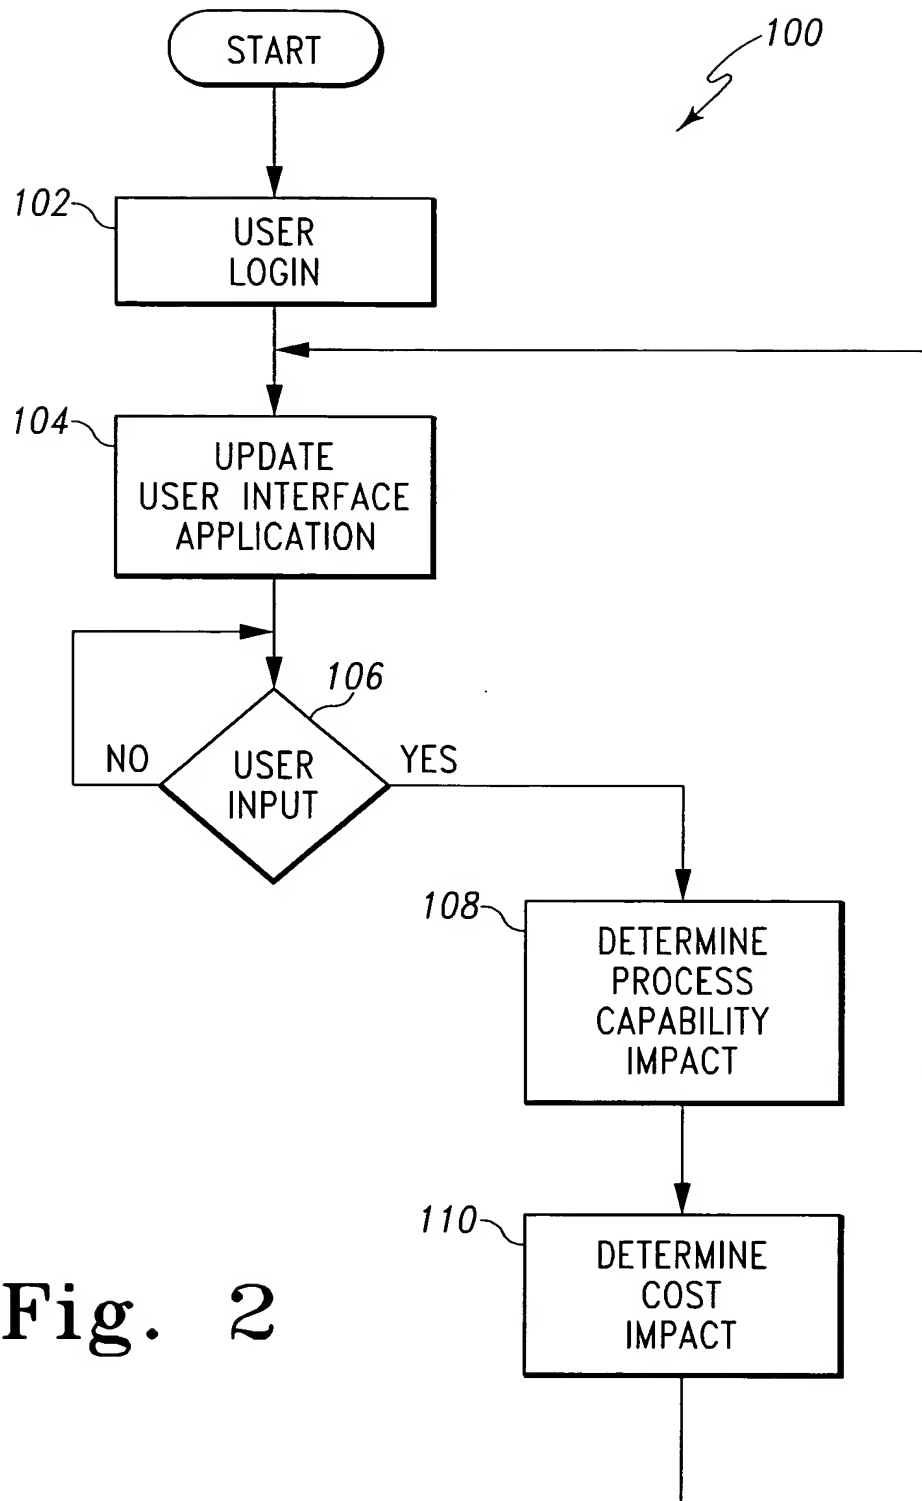 START
100
102
USER
LOGIN
104
UPDATE
USER INTERFACE
APPLICATION
106
NO
USER
INPUT
YES
108
DETERMINE
PROCESS
CAPABILITY
IMPACT
110
DETERMINE
COST
IMPACT
Fig. 2